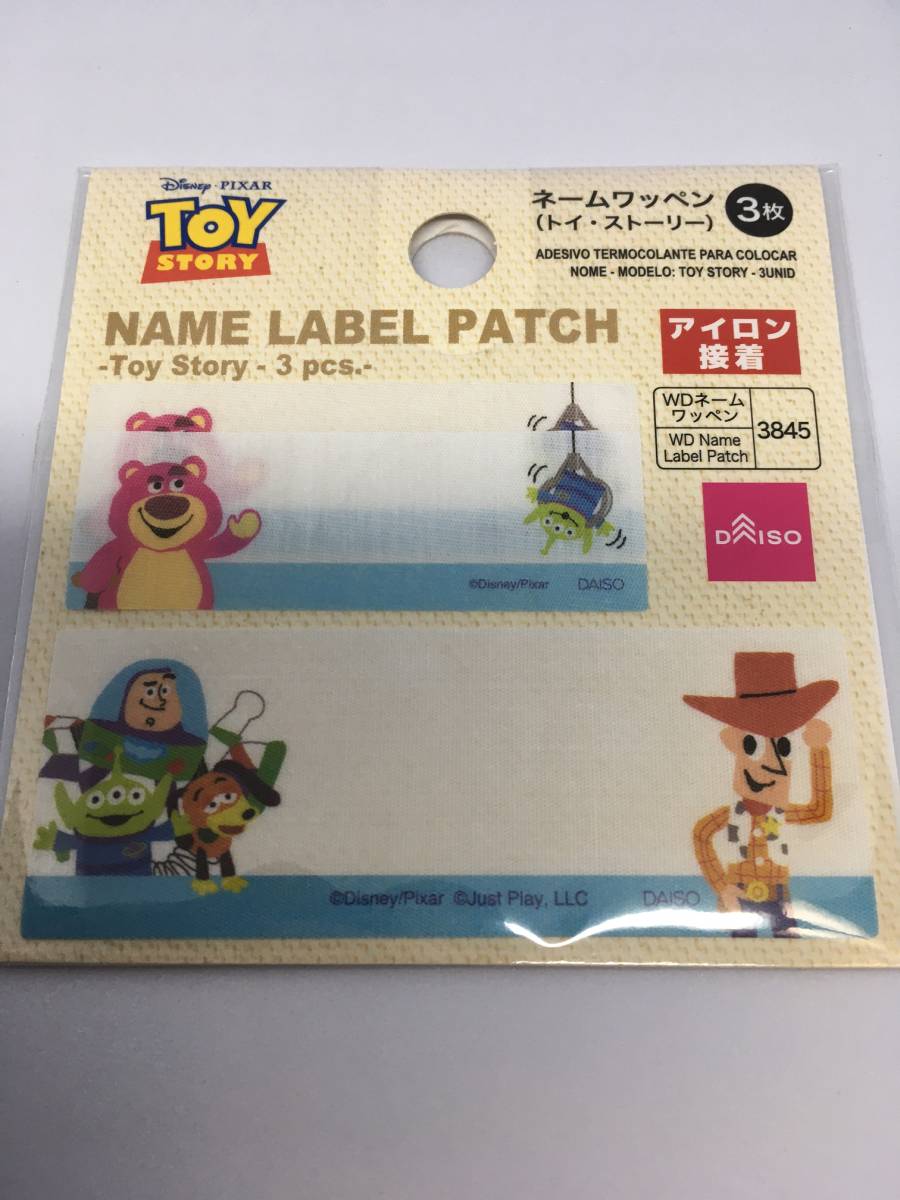 Disney · PIXAR
TOY
STORY
ネームワッペン
(トイ・ストーリー)
3枚
ADESIVO TERMOCOLANTE PARA COLOCAR
NOME - MODELO: TOY STORY - 3UNID
NAME LABEL PATCH
-Toy Story - 3 pcs.-
アイロン
接着
WDネーム
ワッペン
WD Name
Label Patch
3845
DAISO
©Disney/Pixar DAISO
©Disney/Pixar ©Just Play, LLC DAISO